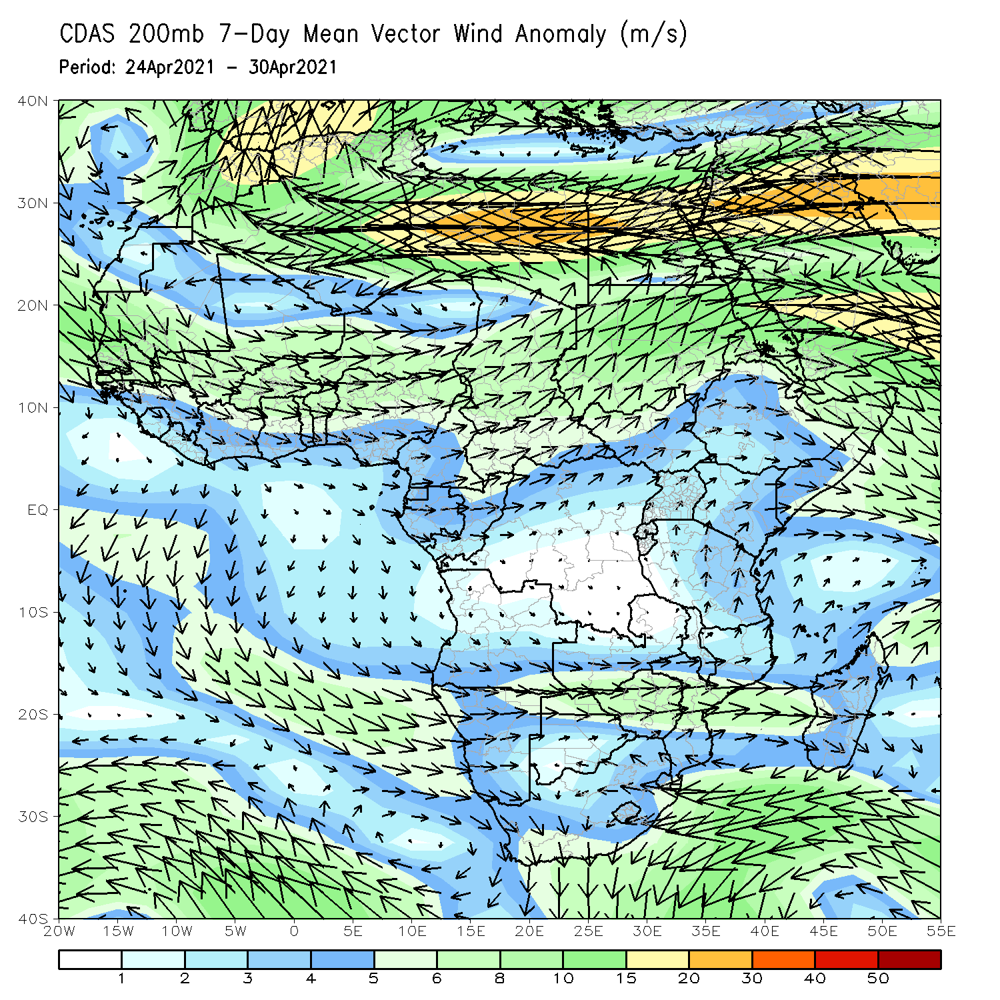 CDAS 200mb 7-Day Mean Vector Wind Anomaly (m/s)
Period: 24Apr2021 - 30Apr2021
40N
30N
20N
10N
EQ
10S
20S
30S
40S
20W 15W 10W 5W 0 5E 10E 15E 20E 25E 30E 35E 40E 45E 50E 55E
1 2 3 4 5 6 8 10 15 20 30 40 50